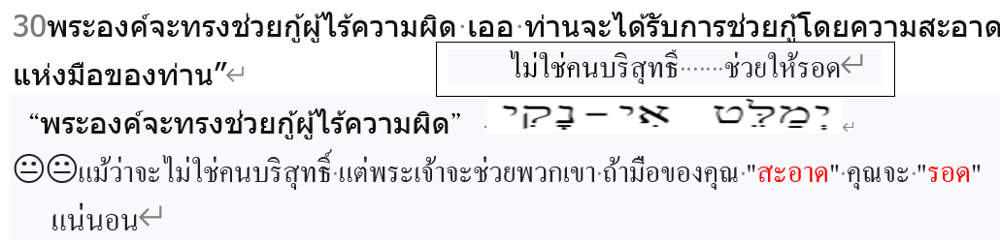 30พระองค์จะทรงช่วยกู้ผู้ไร้ความผิด เออ ท่านจะได้รับการช่วยกู้โดยความสะอาด
แห่งมือของท่าน”
ไม่ใช่คนบริสุทธิ์ ช่วยให้รอด
“พระองค์จะทรงช่วยกู้ผู้ไร้ความผิด” יְמַלֵּט אִי-נָקִי
😐😐แม้ว่าจะไม่ใช่คนบริสุทธิ์ แต่พระเจ้าจะช่วยพวกเขา ถ้ามือของคุณ "สะอาด" คุณจะ "รอด"
แน่นอน